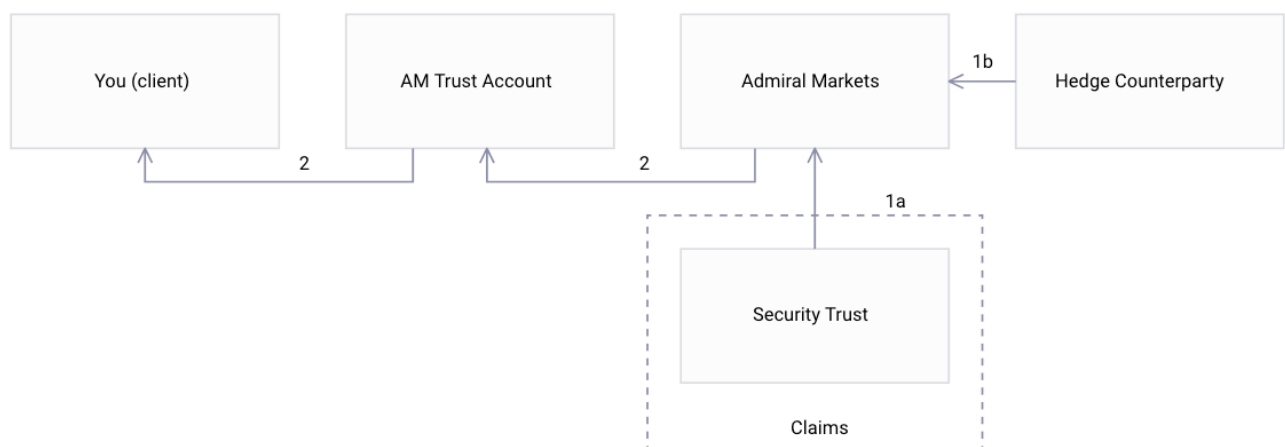 You (client)
AM Trust Account
Admiral Markets
1b
Hedge Counterparty
2
2
1a
Security Trust
Claims